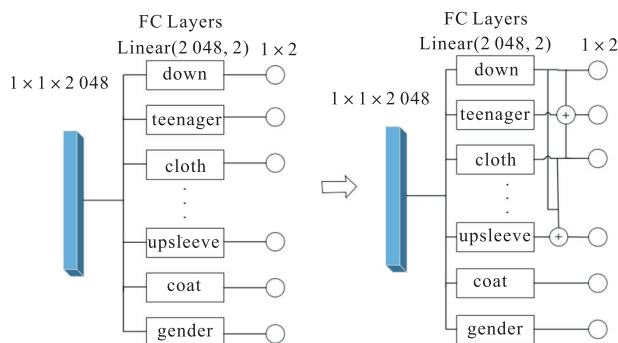 FC Layers
Linear(2 048, 2) 1 × 2
1 × 1 × 2 048
down
teenager
cloth
upsleeve
coat
gender
FC Layers
Linear(2 048, 2) 1 × 2
1 × 1 × 2 048
down
teenager
+
cloth
upsleeve
+
coat
gender